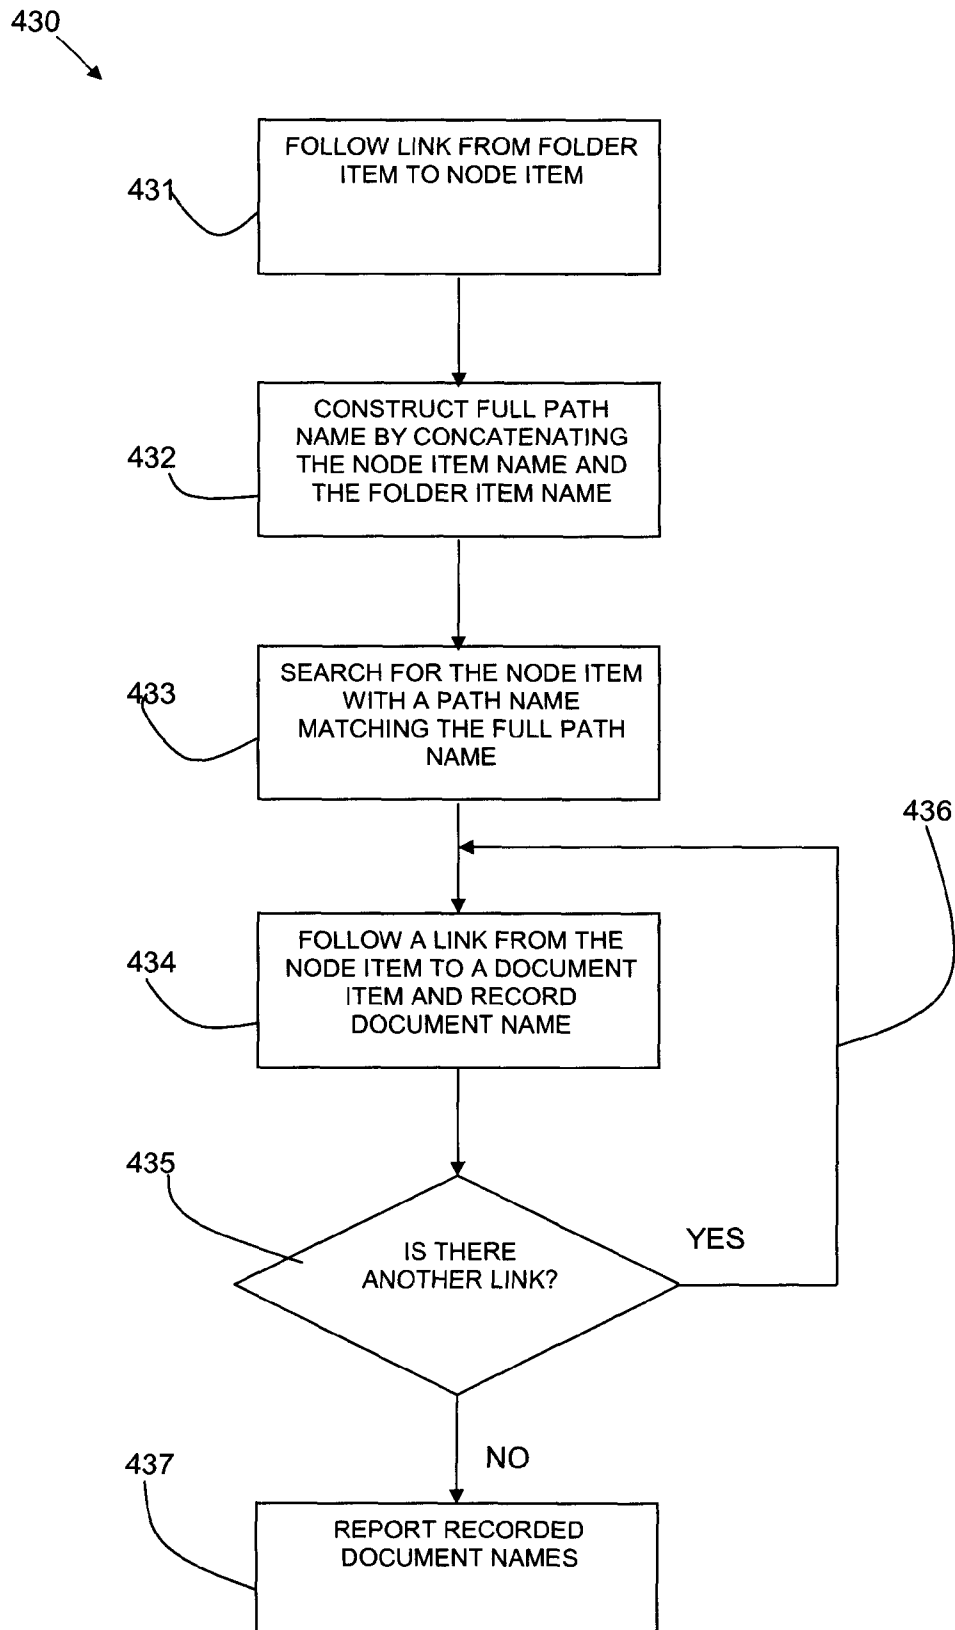 430
FOLLOW LINK FROM FOLDER
ITEM TO NODE ITEM
431
CONSTRUCT FULL PATH
NAME BY CONCATENATING
THE NODE ITEM NAME AND
THE FOLDER ITEM NAME
432
SEARCH FOR THE NODE ITEM
WITH A PATH NAME
MATCHING THE FULL PATH
NAME
433
436
FOLLOW A LINK FROM THE
NODE ITEM TO A DOCUMENT
ITEM AND RECORD
DOCUMENT NAME
434
435
IS THERE
ANOTHER LINK?
YES
NO
437
REPORT RECORDED
DOCUMENT NAMES